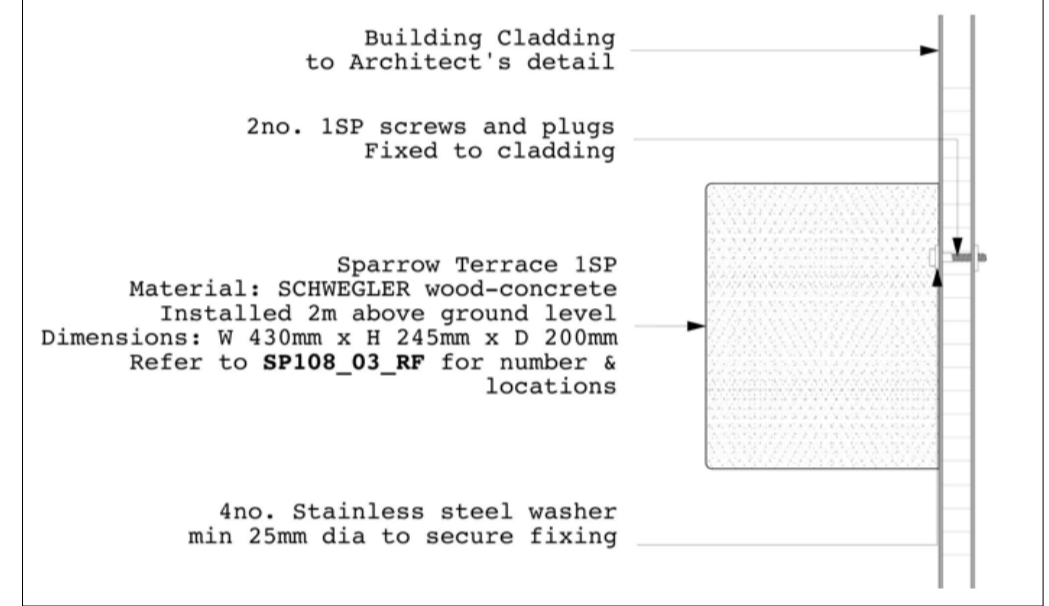 Building Cladding
to Architect's detail
2no. 1SP screws and plugs
Fixed to cladding
Sparrow Terrace 1SP
Material: SCHWEGLER wood-concrete
Installed 2m above ground level
Dimensions: W 430mm x H 245mm x D 200mm
Refer to SP108_03_RF for number &
locations
4no. Stainless steel washer
min 25mm dia to secure fixing